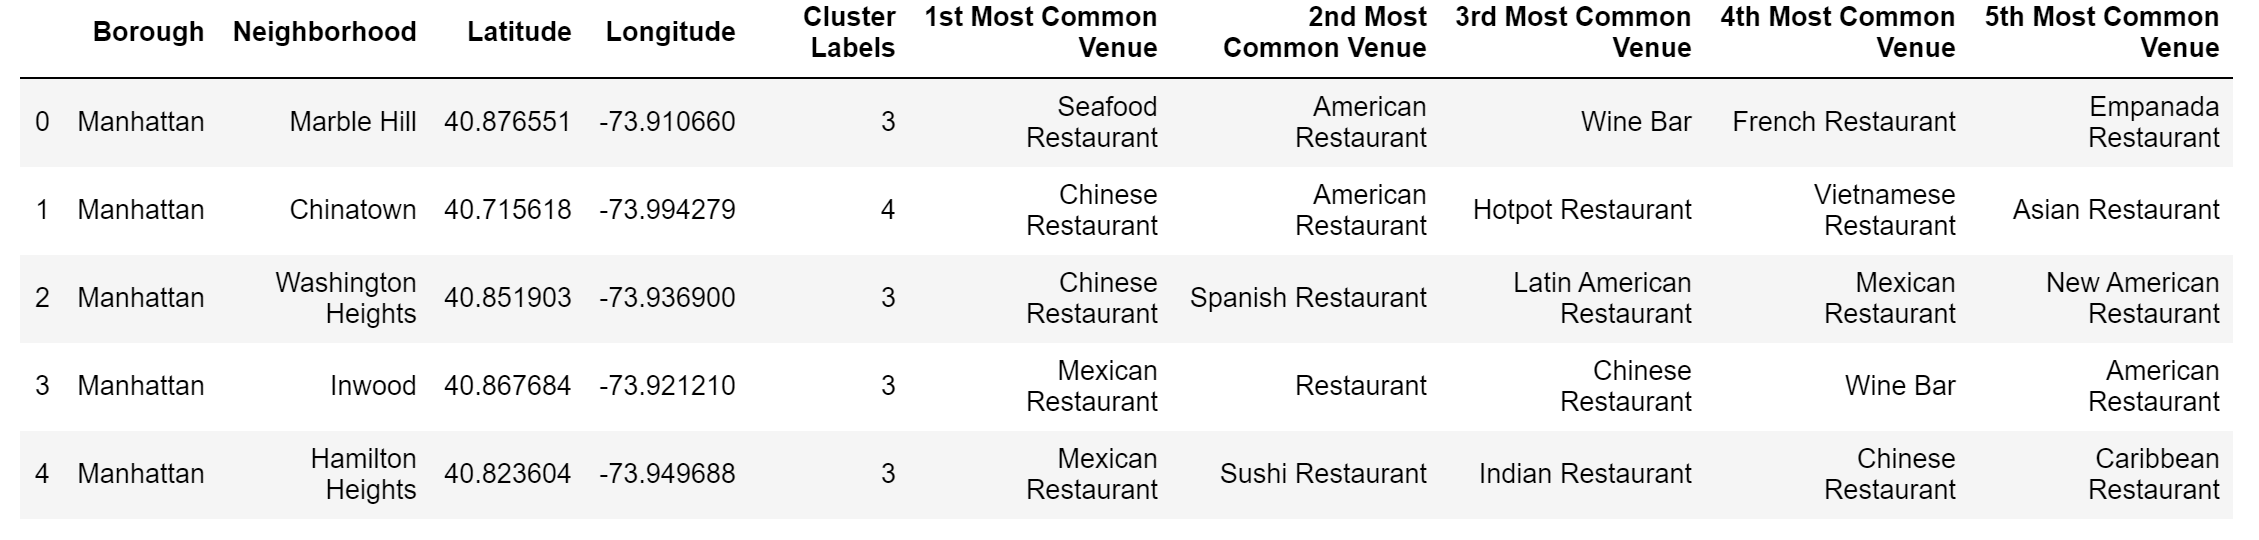 Borough Neighborhood Latitude Longitude Cluster Labels 1st Most Common Venue 2nd Most Common Venue 3rd Most Common Venue 4th Most Common Venue 5th Most Common Venue
0 Manhattan Marble Hill 40.876551 -73.910660 3 Seafood Restaurant American Restaurant Wine Bar French Restaurant Empanada Restaurant
1 Manhattan Chinatown 40.715618 -73.994279 4 Chinese Restaurant American Restaurant Hotpot Restaurant Vietnamese Restaurant Asian Restaurant
2 Manhattan Washington Heights 40.851903 -73.936900 3 Chinese Restaurant Spanish Restaurant Latin American Restaurant Mexican Restaurant New American Restaurant
3 Manhattan Inwood 40.867684 -73.921210 3 Mexican Restaurant Restaurant Chinese Restaurant Wine Bar American Restaurant
4 Manhattan Hamilton Heights 40.823604 -73.949688 3 Mexican Restaurant Sushi Restaurant Indian Restaurant Chinese Restaurant Caribbean Restaurant